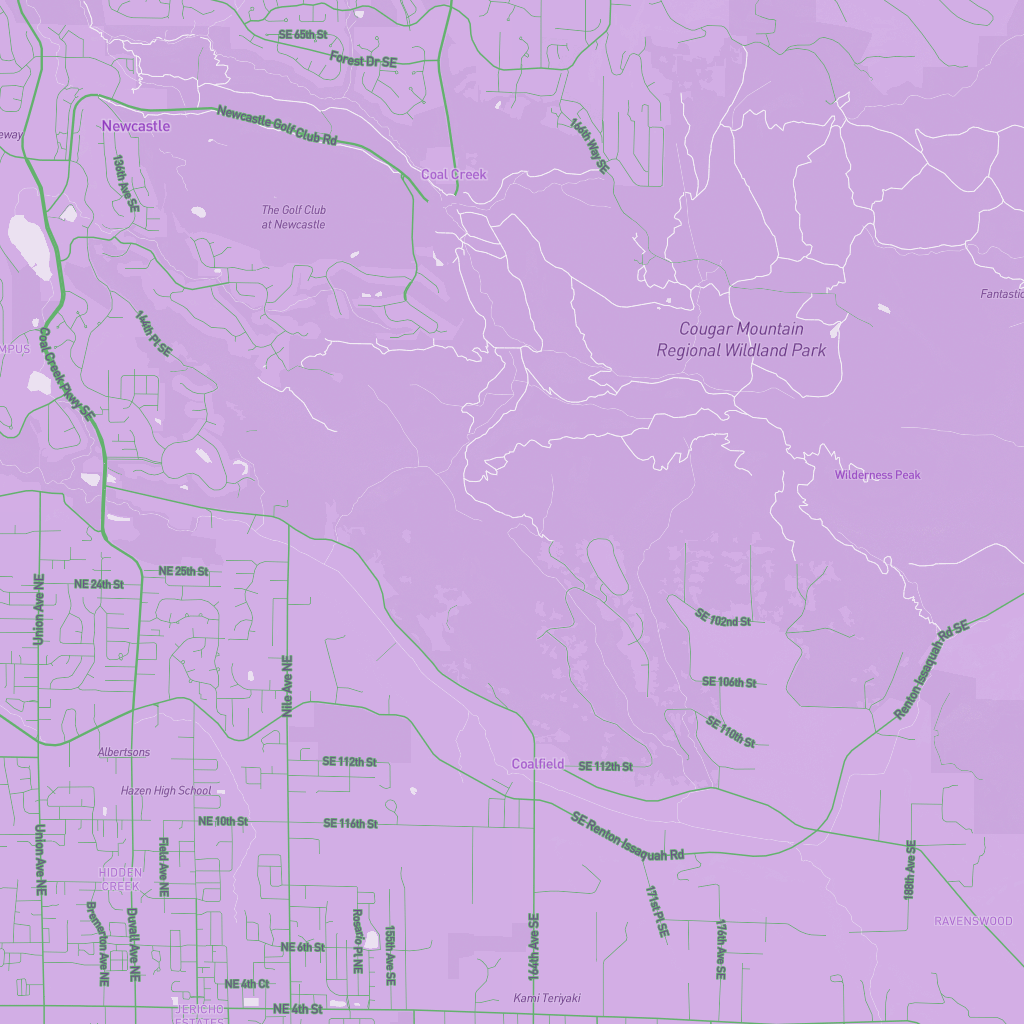 SE 65th St
Forest Dr SE
Newcastle Golf Club Rd
Newcastle
eway
166th Way SE
136th Ave SE
Coal Creek
The Golf Club
at Newcastle
Fantastic
144th Pl SE
Cougar Mountain
Regional Wildland Park
MPUS
Coal Creek Pkwy SE
Wilderness Peak
NE 25th St
NE 24th St
Union Ave NE
SE 102nd St
Renton Issaquah Rd SE
Nile Ave NE
SE 106th St
SE 110th St
Albertsons
SE 112th St
Coalfield
SE 112th St
Hazen High School
NE 10th St
SE 116th St
SE Renton Issaquah Rd
Union Ave NE
Field Ave NE
188th Ave SE
HIDDEN
CREEK
171st Pl SE
RAVENSWOOD
Bremerton Ave NE
Duvall Ave NE
Rosario Pl NE
155th Ave SE
164th Ave SE
176th Ave SE
NE 6th St
NE 4th Ct
Kami Teriyaki
JERICHO
ESTATES
NE 4th St